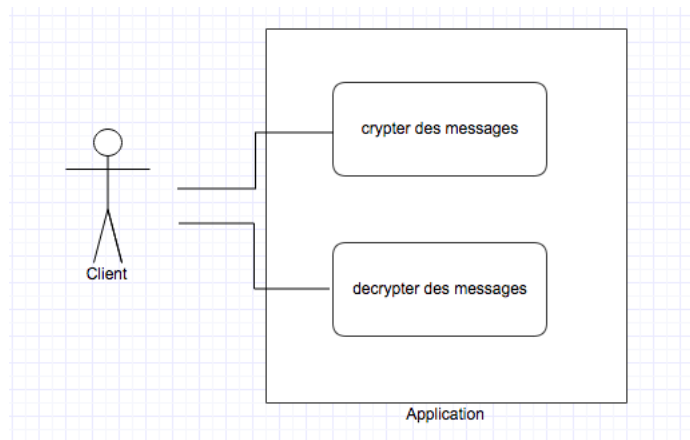 crypter des messages
decrypter des messages
Client
Application